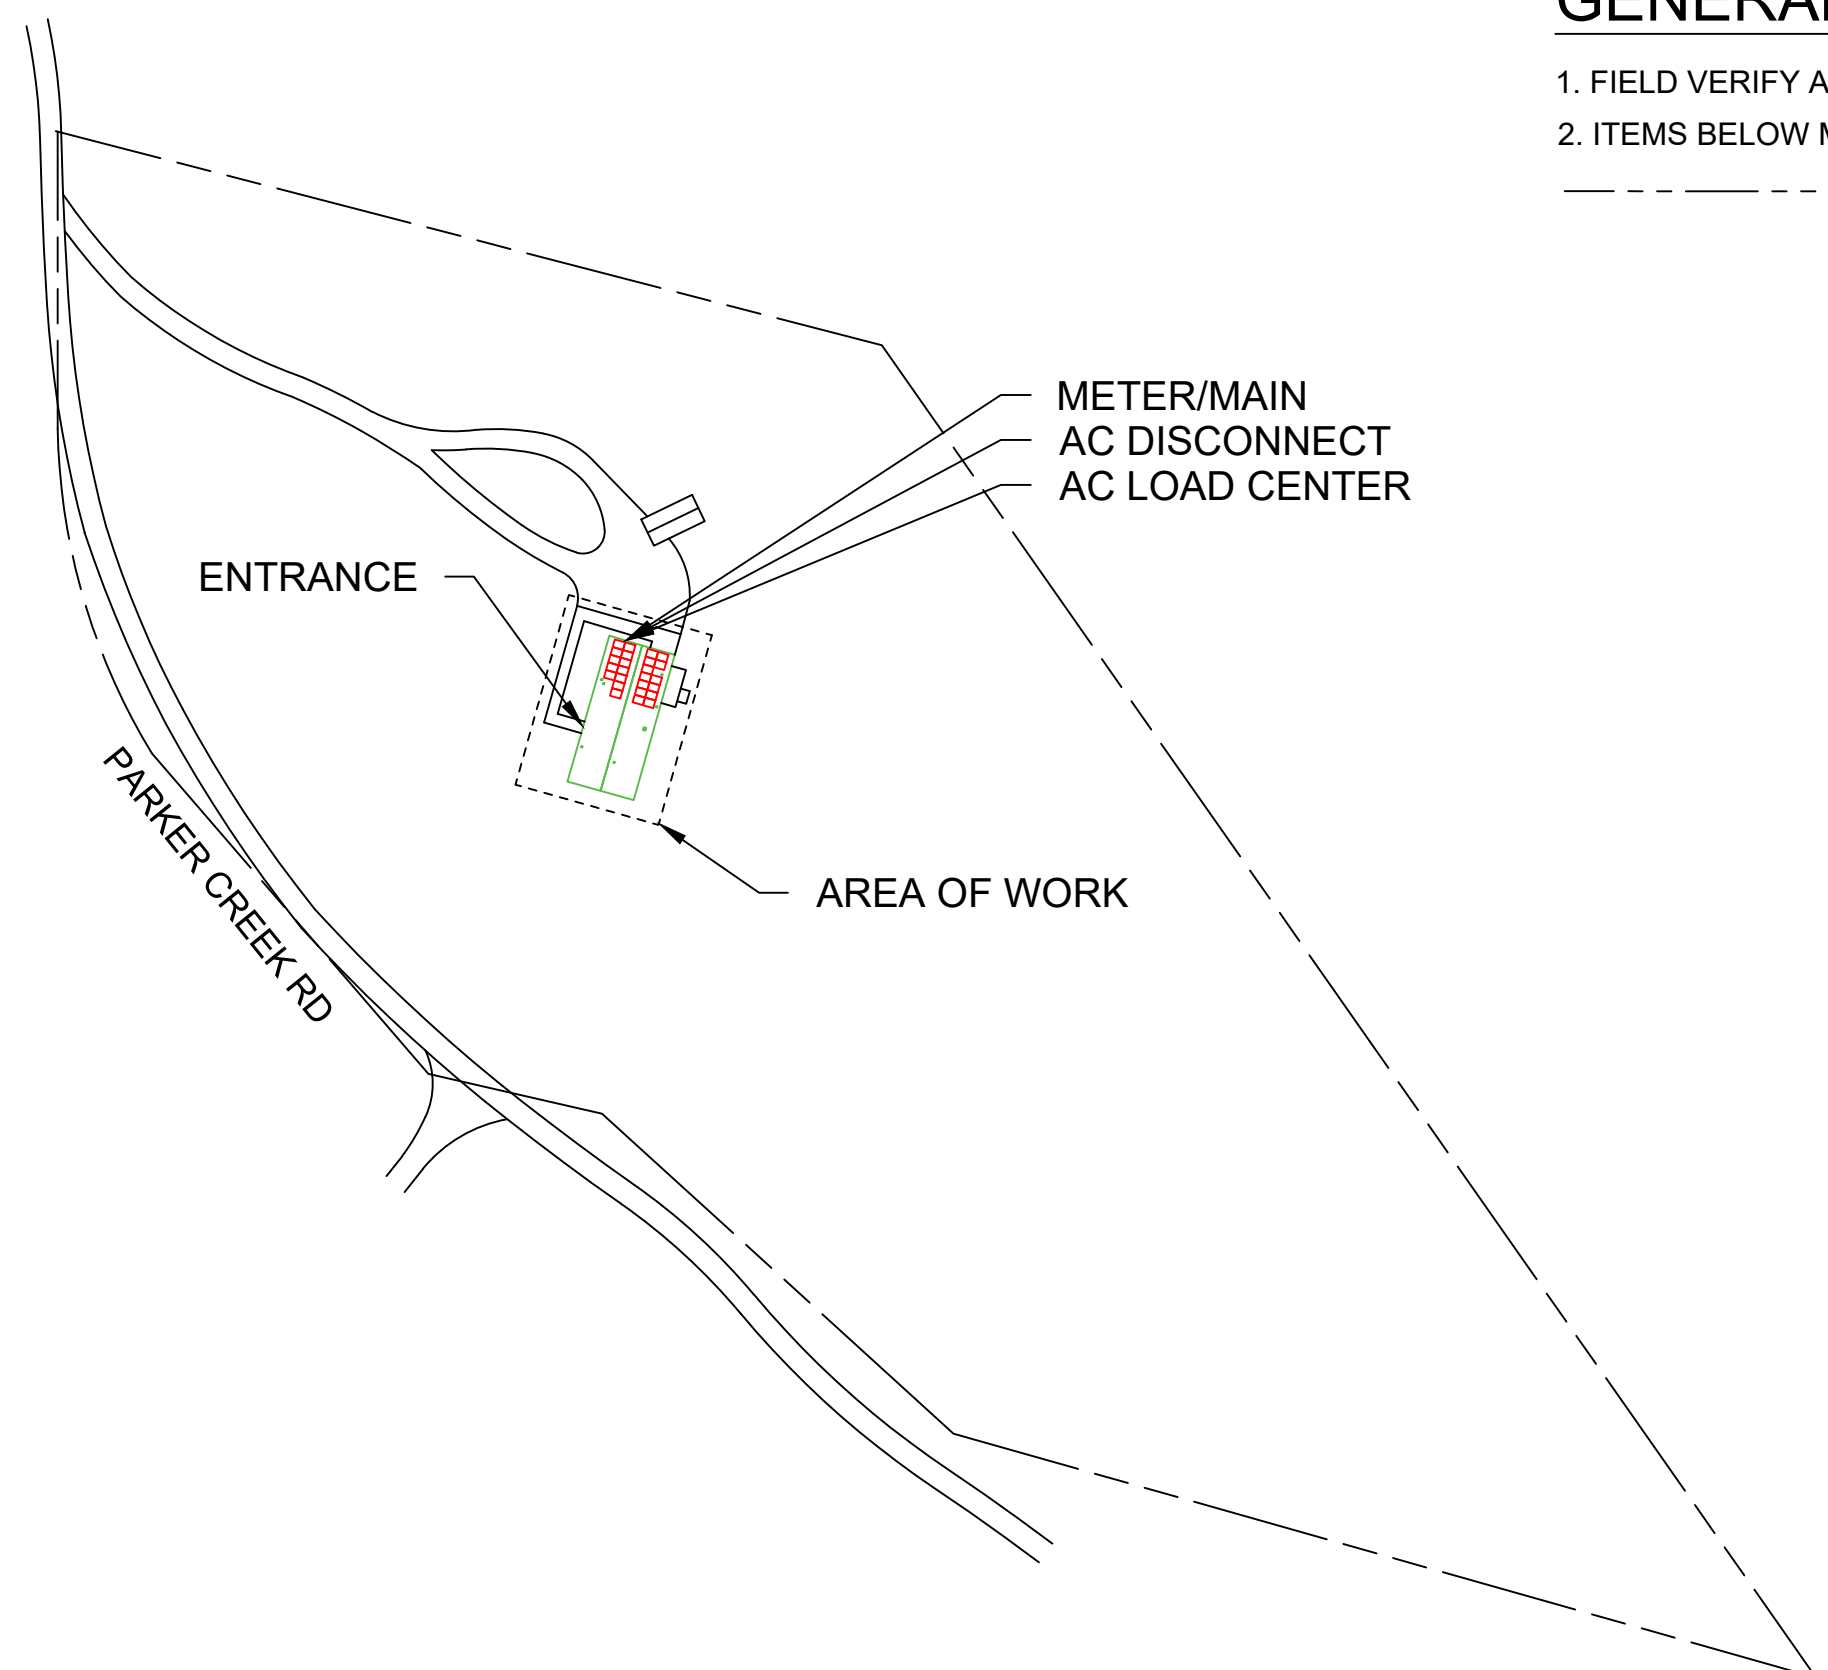 GENERAL
1. FIELD VERIFY A
2. ITEMS BELOW M
METER/MAIN
AC DISCONNECT
AC LOAD CENTER
ENTRANCE
AREA OF WORK
PARKER CREEK RD